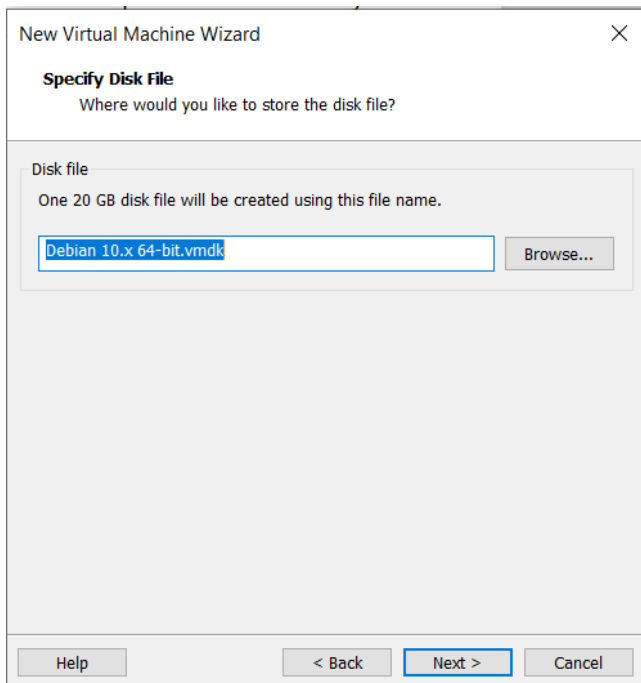 New Virtual Machine Wizard
Specify Disk File
Where would you like to store the disk file?
Disk file
One 20 GB disk file will be created using this file name.
Debian 10.x 64-bit.vmdk
Browse...
Help
< Back
Next >
Cancel